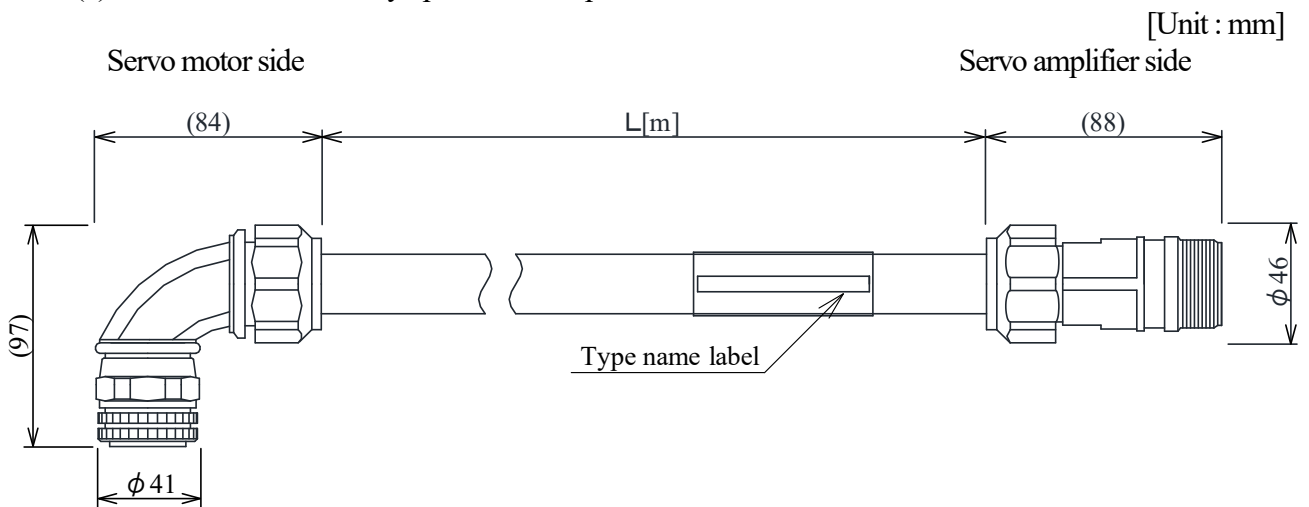 [Unit : mm]
Servo motor side
Servo amplifier side
(84)
L[m]
(88)
(97)
ϕ46
Type name label
ϕ41